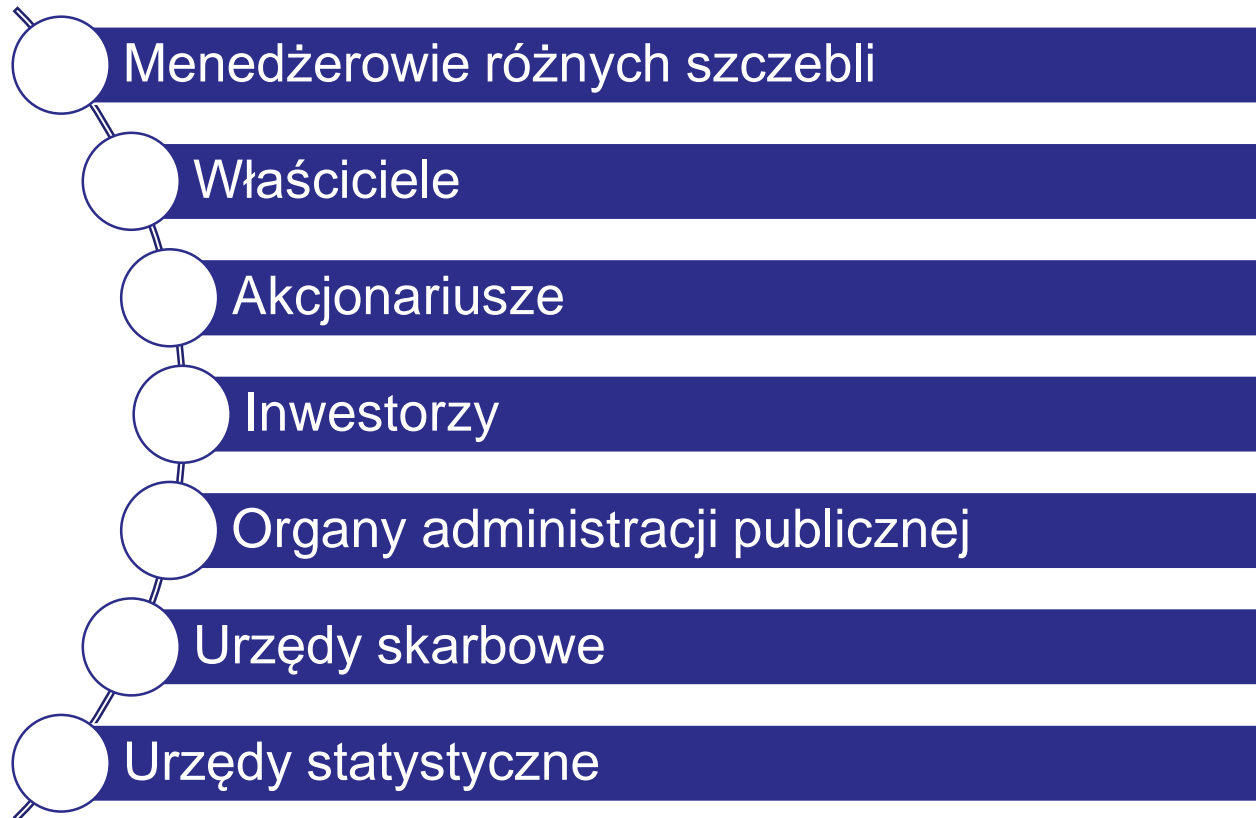 Menedżerowie różnych szczebli
Właściciele
Akcjonariusze
Inwestorzy
Organy administracji publicznej
Urzędy skarbowe
Urzędy statystyczne